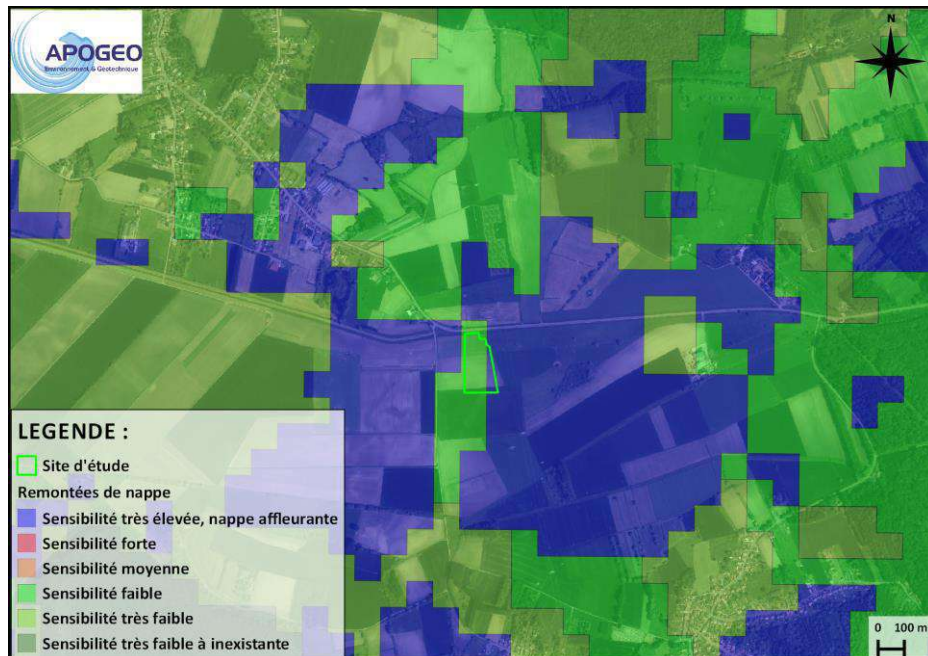 APOGEO
Environnement & Géotechnique
N
LEGENDE :
Site d'étude
Remontées de nappe
Sensibilité très élevée, nappe affleurante
Sensibilité forte
Sensibilité moyenne
Sensibilité faible
Sensibilité très faible
Sensibilité très faible à inexistante
0 100 m